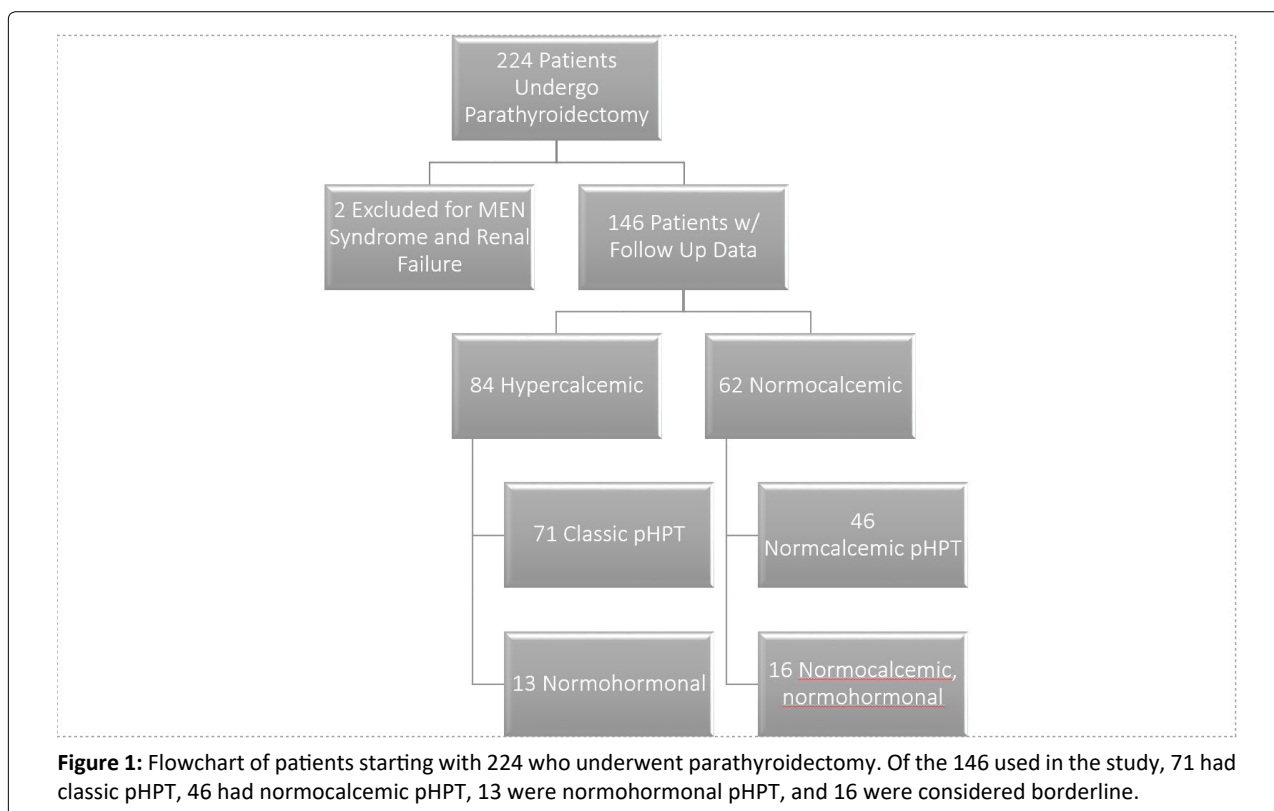 224 Patients
Undergo
Parathyroidectomy
2 Excluded for MEN
Syndrome and Renal
Failure
146 Patients w/
Follow Up Data
84 Hypercalcemic
62 Normocalcemic
71 Classic pHPT
46
Normcalcemic pHPT
13 Normohormonal
16 Normocalcemic,
normohormonal
Figure 1: Flowchart of patients starting with 224 who underwent parathyroidectomy. Of the 146 used in the study, 71 had
classic pHPT, 46 had normocalcemic pHPT, 13 were normohormonal pHPT, and 16 were considered borderline.